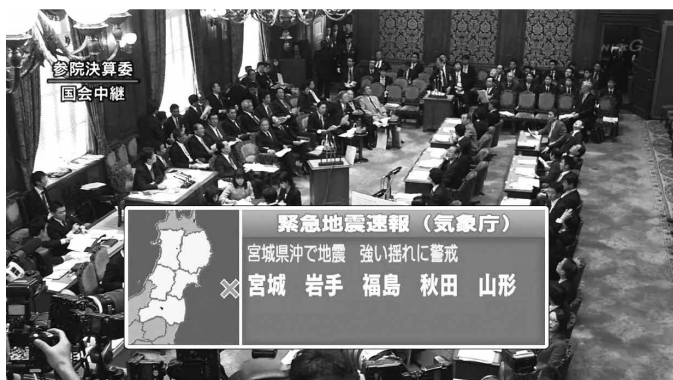 参院決算委
国会中継
NHK G
緊急地震速報(気象庁)
宮城県沖で地震 強い揺れに警戒
宮城 岩手 福島 秋田 山形